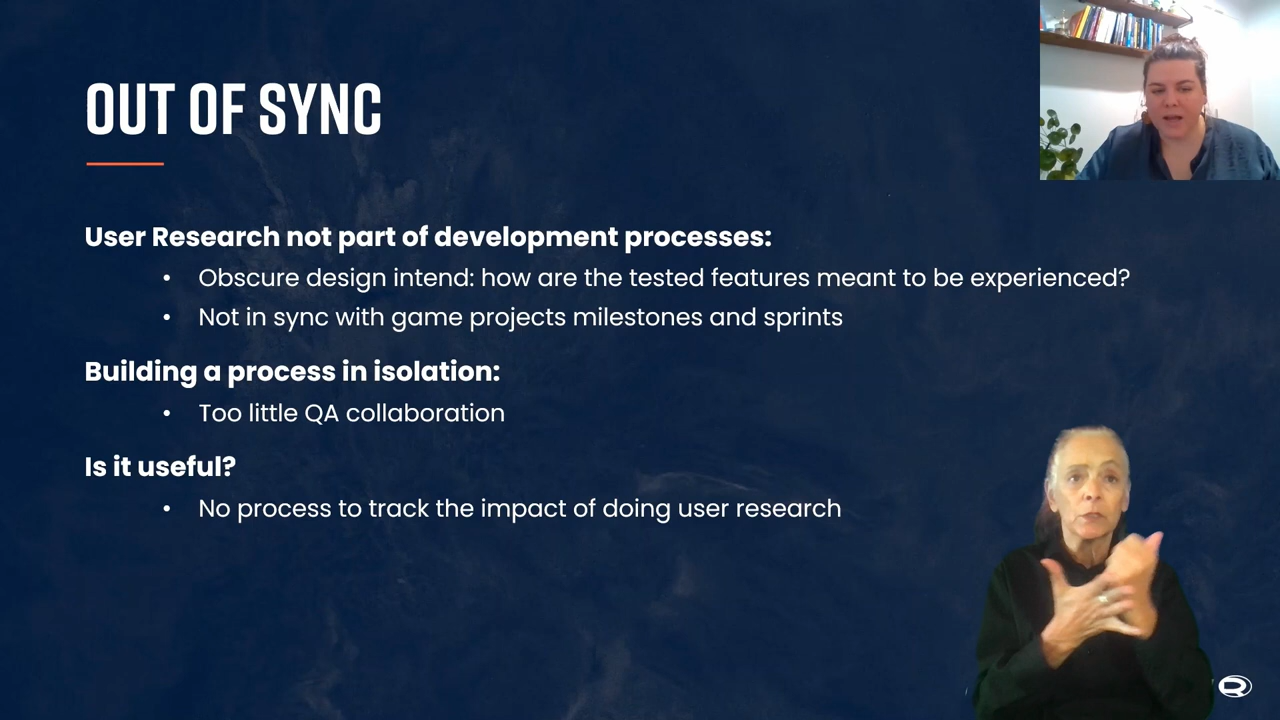 OUT OF SYNC
User Research not part of development processes:
• Obscure design intend: how are the tested features meant to be experienced?
• Not in sync with game projects milestones and sprints
Building a process in isolation:
• Too little QA collaboration
Is it useful?
• No process to track the impact of doing user research